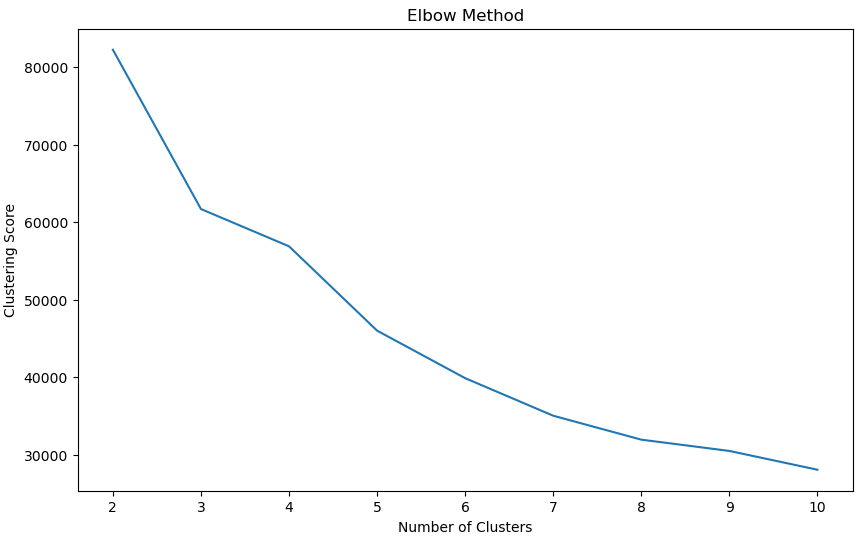 Elbow Method
80000
70000
60000
50000
40000
30000
Clustering Score
2 3 4 5 6 7 8 9 10
Number of Clusters